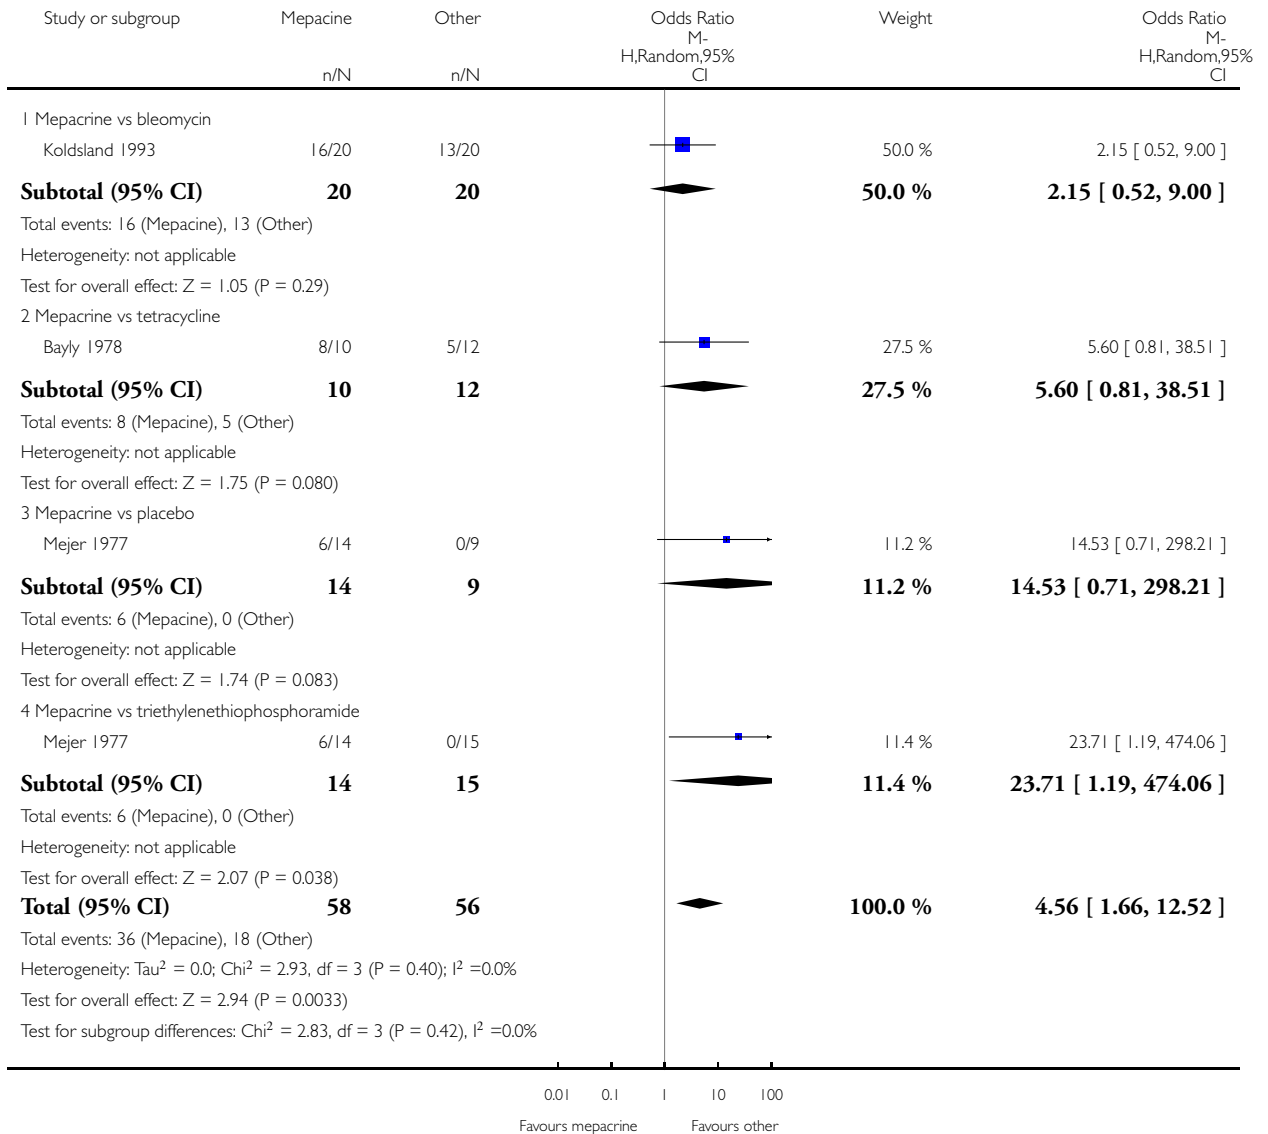 Study or subgroup Mepacine Other Odds Ratio Weight Odds Ratio
M- M-
H,Random,95% H,Random,95%
n/N n/N CI CI
1 Mepacrine vs bleomycin
Koldsland 1993 16/20 13/20 50.0 % 2.15 [ 0.52, 9.00 ]
Subtotal (95% CI) 20 20 50.0 % 2.15 [ 0.52, 9.00 ]
Total events: 16 (Mepacine), 13 (Other)
Heterogeneity: not applicable
Test for overall effect: Z = 1.05 (P = 0.29)
2 Mepacrine vs tetracycline
Bayly 1978 8/10 5/12 27.5 % 5.60 [ 0.81, 38.51 ]
Subtotal (95% CI) 10 12 27.5 % 5.60 [ 0.81, 38.51 ]
Total events: 8 (Mepacine), 5 (Other)
Heterogeneity: not applicable
Test for overall effect: Z = 1.75 (P = 0.080)
3 Mepacrine vs placebo
Mejer 1977 6/14 0/9 11.2 % 14.53 [ 0.71, 298.21 ]
Subtotal (95% CI) 14 9 11.2 % 14.53 [ 0.71, 298.21 ]
Total events: 6 (Mepacine), 0 (Other)
Heterogeneity: not applicable
Test for overall effect: Z = 1.74 (P = 0.083)
4 Mepacrine vs triethylenethiophosphoramide
Mejer 1977 6/14 0/15 11.4 % 23.71 [ 1.19, 474.06 ]
Subtotal (95% CI) 14 15 11.4 % 23.71 [ 1.19, 474.06 ]
Total events: 6 (Mepacine), 0 (Other)
Heterogeneity: not applicable
Test for overall effect: Z = 2.07 (P = 0.038)
Total (95% CI) 58 56 100.0 % 4.56 [ 1.66, 12.52 ]
Total events: 36 (Mepacine), 18 (Other)
Heterogeneity: Tau² = 0.0; Chi² = 2.93, df = 3 (P = 0.40); I² =0.0%
Test for overall effect: Z = 2.94 (P = 0.0033)
Test for subgroup differences: Chi² = 2.83, df = 3 (P = 0.42), I² =0.0%
0.01 0.1 1 10 100
Favours mepacrine Favours other